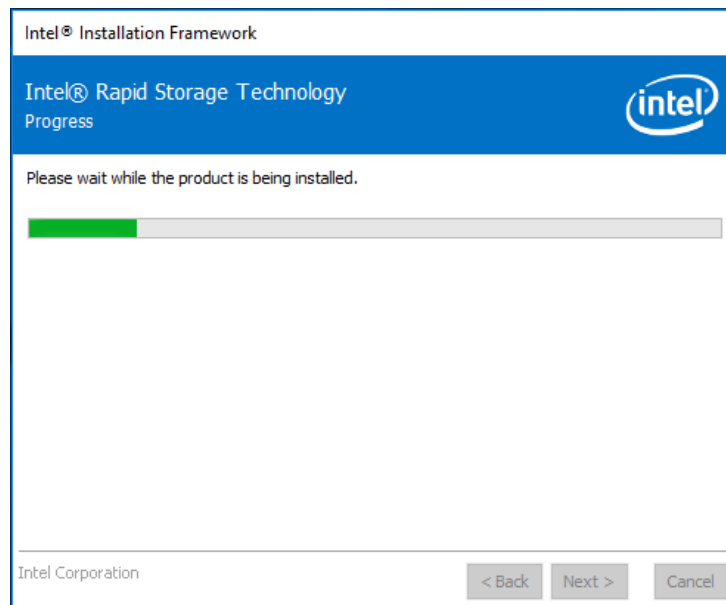 Intel® Installation Framework
Intel® Rapid Storage Technology
Progress
intel
Please wait while the product is being installed.
Intel Corporation
< Back
Next >
Cancel